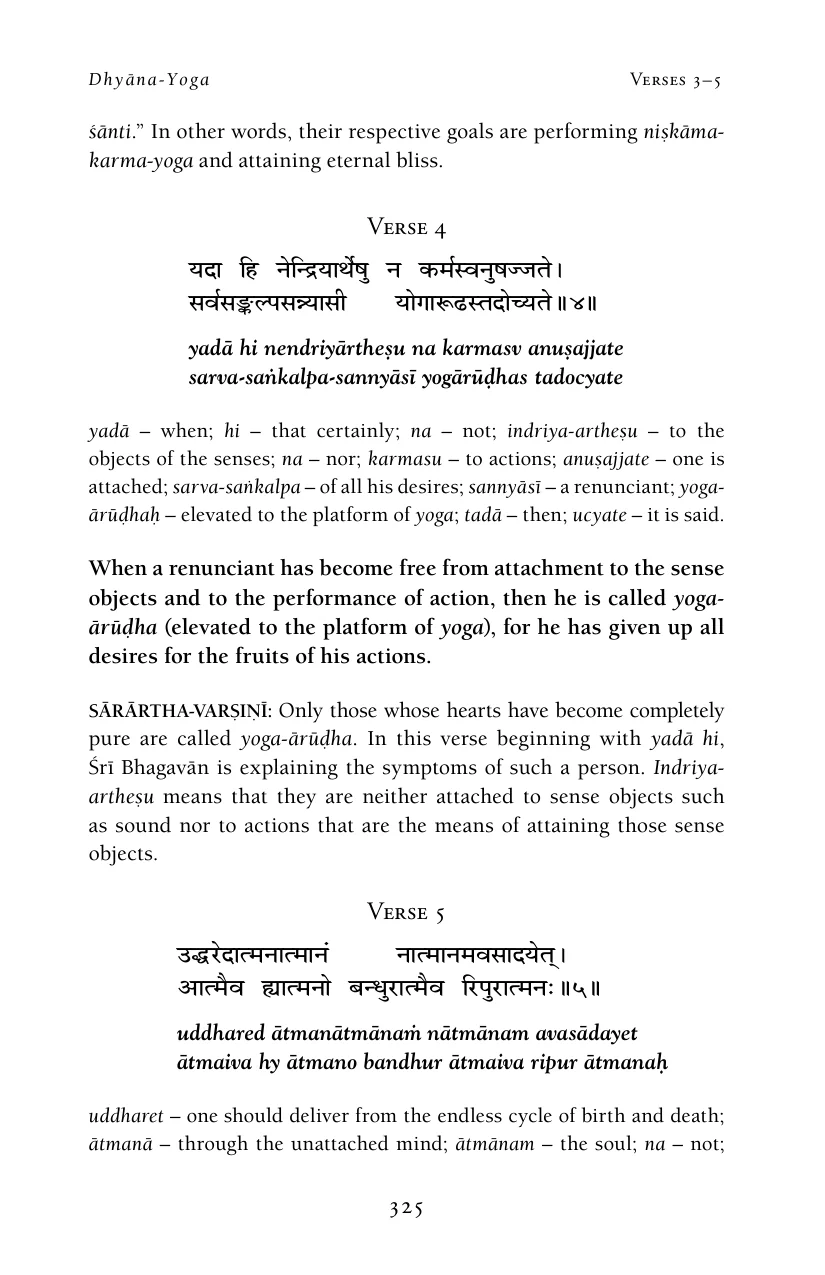 Dhyāna-Yoga Verses 3–5
śānti.” In other words, their respective goals are performing niṣkāma-
karma-yoga and attaining eternal bliss.
Verse 4
यदा हि नेन्द्रियार्थेषु न कर्मस्वनुषज्जते।
सर्वसङ्कल्पसन्न्यासी योगारूढस्तदोच्यते॥४॥
yadā hi nendriyārtheṣu na karmasv anuṣajjate
sarva-saṅkalpa-sannyāsī yogārūḍhas tadocyate
yadā – when; hi – that certainly; na – not; indriya-artheṣu – to the
objects of the senses; na – nor; karmasu – to actions; anuṣajjate – one is
attached; sarva-saṅkalpa – of all his desires; sannyāsī – a renunciant; yoga-
ārūḍhaḥ – elevated to the platform of yoga; tadā – then; ucyate – it is said.
When a renunciant has become free from attachment to the sense
objects and to the performance of action, then he is called yoga-
ārūḍha (elevated to the platform of yoga), for he has given up all
desires for the fruits of his actions.
SĀRĀRTHA-VARṢIṆĪ: Only those whose hearts have become completely
pure are called yoga-ārūḍha. In this verse beginning with yadā hi,
Śrī Bhagavān is explaining the symptoms of such a person. Indriya-
artheṣu means that they are neither attached to sense objects such
as sound nor to actions that are the means of attaining those sense
objects.
Verse 5
उद्धरेदात्मनात्मानं नात्मानमवसादयेत्।
आत्मैव ह्यात्मनो बन्धुरात्मैव रिपुरात्मनः॥५॥
uddhared ātmanātmānaṁ nātmānam avasādayet
ātmaiva hy ātmano bandhur ātmaiva ripur ātmanaḥ
uddharet – one should deliver from the endless cycle of birth and death;
ātmanā – through the unattached mind; ātmānam – the soul; na – not;
325